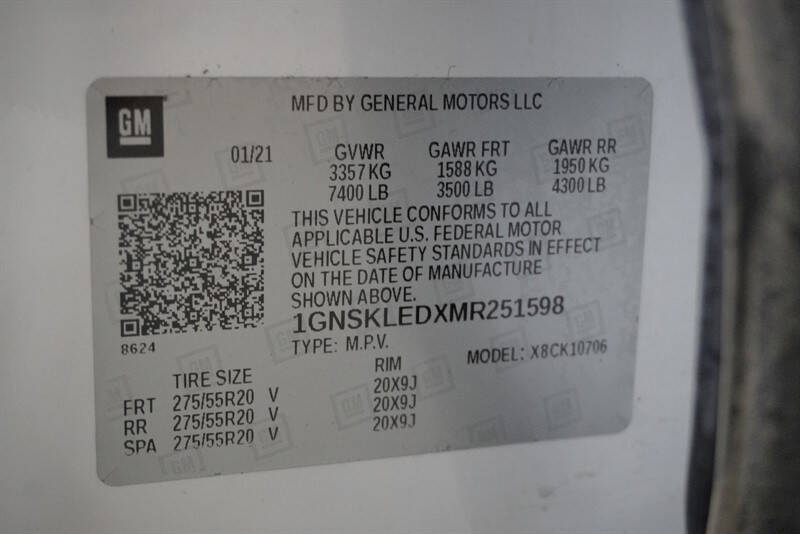 GM
MFD BY GENERAL MOTORS LLC
01/21 GVWR GAWR FRT GAWR RR
3357 KG 1588 KG 1950 KG
7400 LB 3500 LB 4300 LB
THIS VEHICLE CONFORMS TO ALL
APPLICABLE U.S. FEDERAL MOTOR
VEHICLE SAFETY STANDARDS IN EFFECT
ON THE DATE OF MANUFACTURE
SHOWN ABOVE.
1GNSKLEDXMR251598
8624
TYPE: M.P.V. MODEL: X8CK10706
TIRE SIZE RIM
FRT 275/55R20 V 20X9J
RR 275/55R20 V 20X9J
SPA 275/55R20 V 20X9J